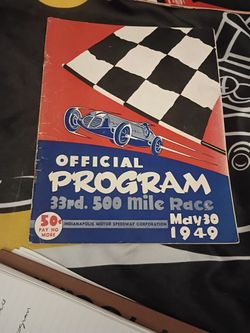 OFFICIAL
PROGRAM
33rd. 500 Mile Race
50¢
PAY NO
MORE
INDIANAPOLIS MOTOR SPEEDWAY CORPORATION
May 30
1949